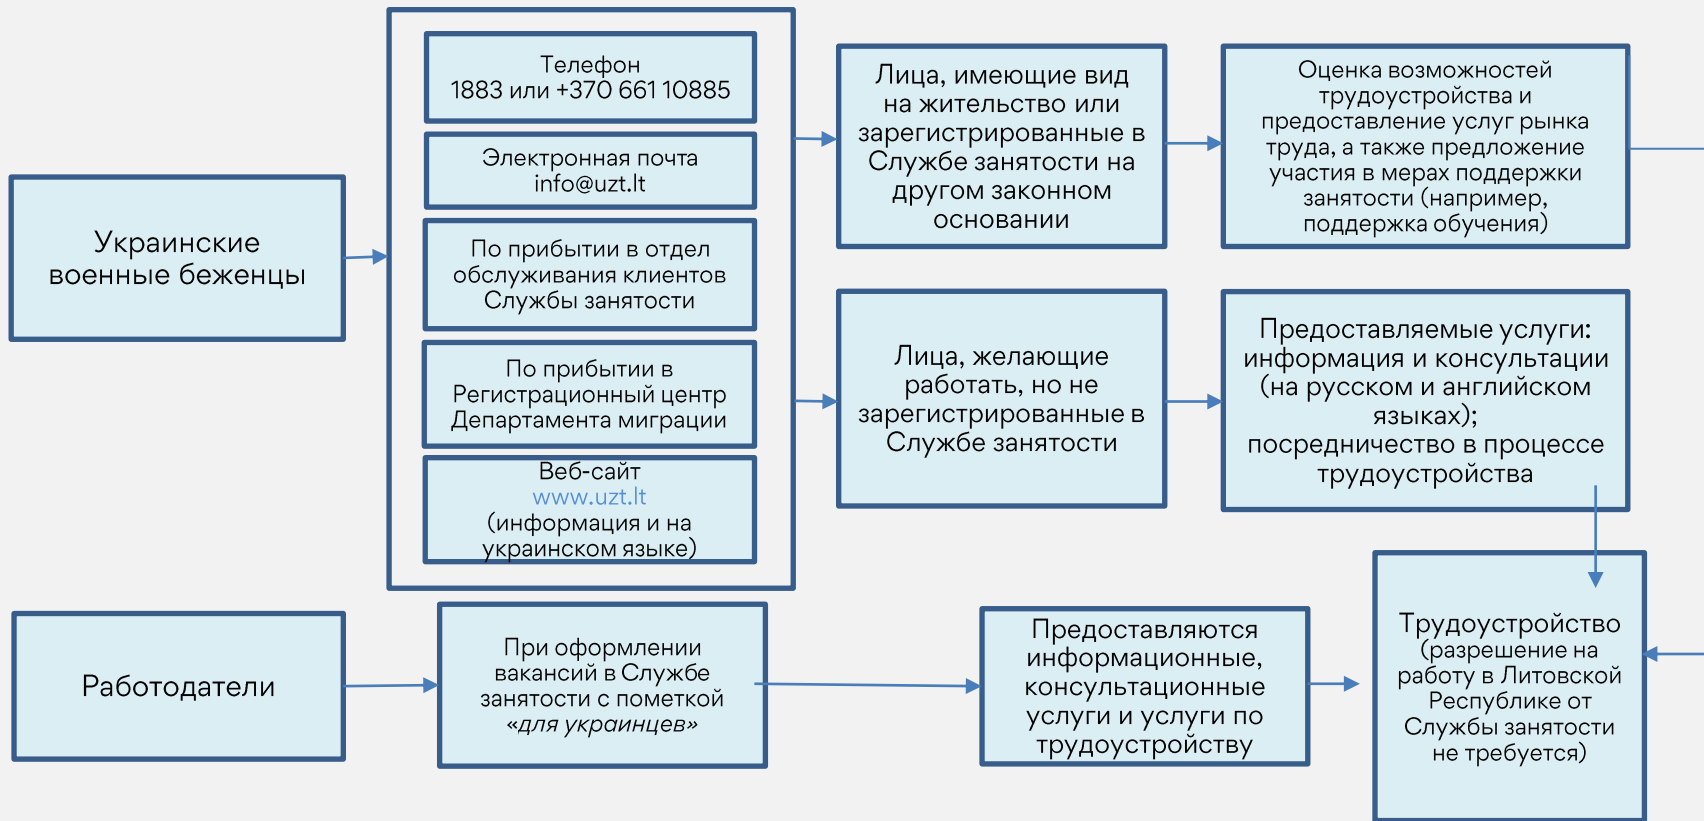 Украинские
военные беженцы
Телефон
1883 или +370 661 10885
Электронная почта
info@uzt.lt
По прибытии в отдел
обслуживания клиентов
Службы занятости
По прибытии в
Регистрационный центр
Департамента миграции
Веб-сайт
www.uzt.lt
(информация и на
украинском языке)
Лица, имеющие вид
на жительство или
зарегистрированные в
Службе занятости на
другом законном
основании
Оценка возможностей
трудоустройства и
предоставление услуг рынка
труда, а также предложение
участия в мерах поддержки
занятости (например,
поддержка обучения)
Лица, желающие
работать, но не
зарегистрированные в
Службе занятости
Предоставляемые услуги:
информация и консультации
(на русском и английском
языках);
посредничество в процессе
трудоустройства
Работодатели
При оформлении
вакансий в Службе
занятости с пометкой
«для украинцев»
Предоставляются
информационные,
консультационные
услуги и услуги по
трудоустройству
Трудоустройство
(разрешение на
работу в Литовской
Республике от
Службы занятости
не требуется)